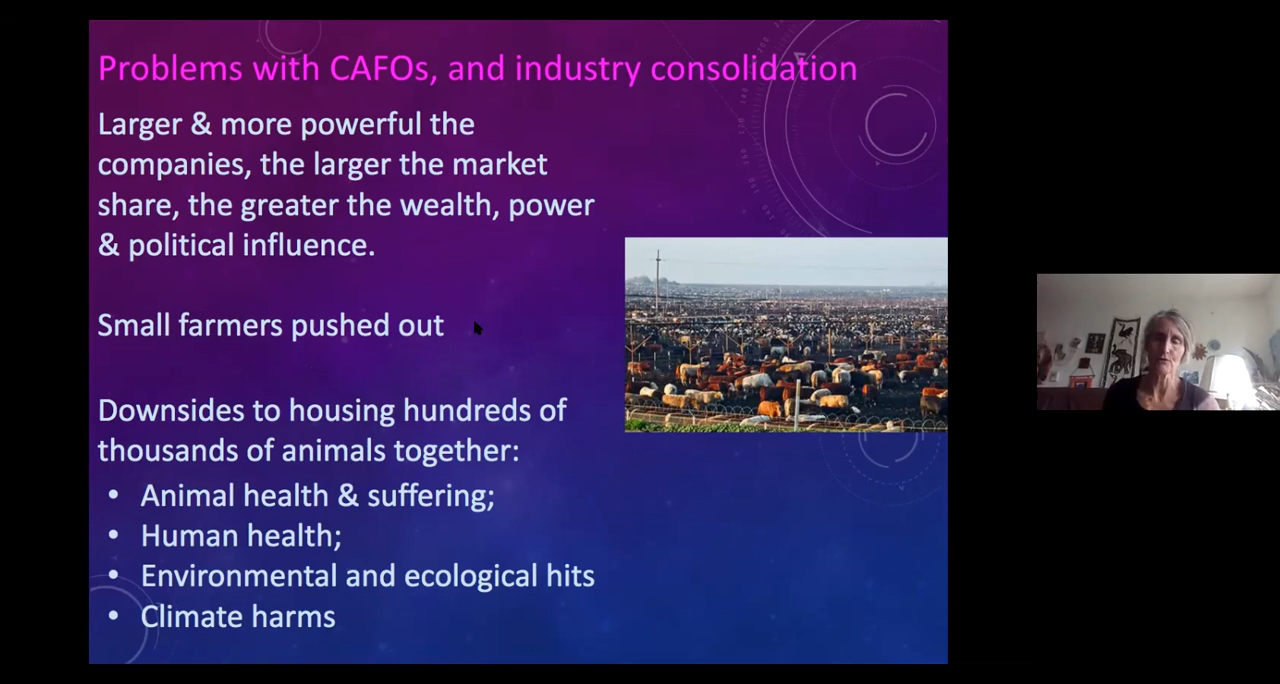 Problems with CAFOs, and industry consolidation
Larger & more powerful the
companies, the larger the market
share, the greater the wealth, power
& political influence.
Small farmers pushed out
Downsides to housing hundreds of
thousands of animals together:
• Animal health & suffering;
• Human health;
• Environmental and ecological hits
• Climate harms